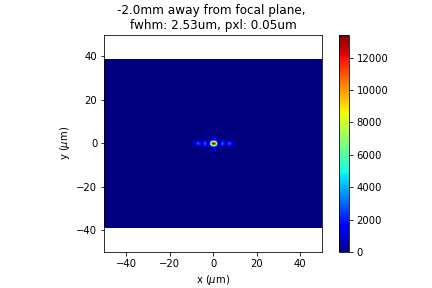 -2.0mm away from focal plane,
fwhm: 2.53um, pxl: 0.05um
40
20
0
−20
−40
y (μm)
−40 −20 0 20 40
x (μm)
12000
10000
8000
6000
4000
2000
0